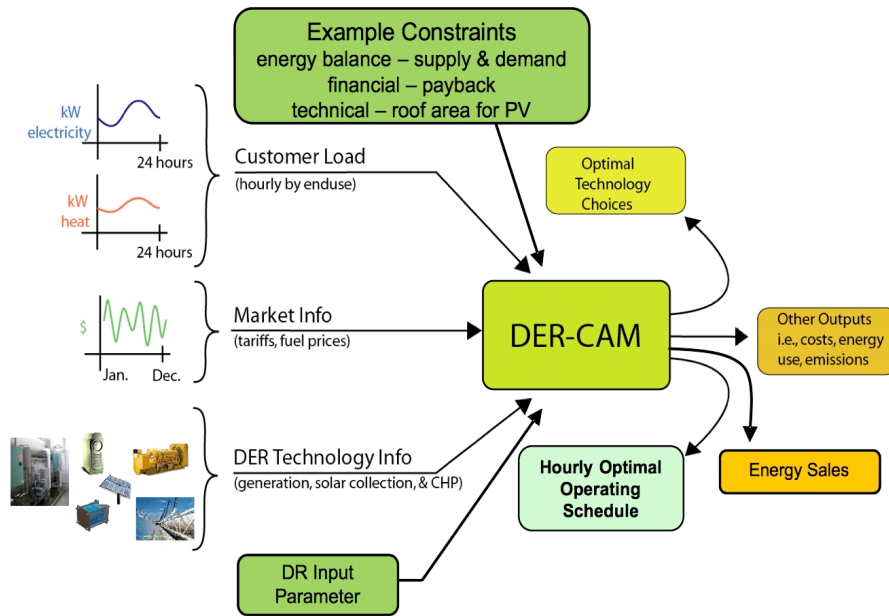 Example Constraints
energy balance – supply & demand
financial – payback
technical – roof area for PV
kW
electricity
24 hours
kW
heat
24 hours
Customer Load
(hourly by enduse)
Optimal
Technology
Choices
$
Jan.
Dec.
Market Info
(tariffs, fuel prices)
DER-CAM
Other Outputs
i.e., costs, energy
use, emissions
DER Technology Info
(generation, solar collection, & CHP)
Hourly Optimal
Operating
Schedule
Energy Sales
DR Input
Parameter